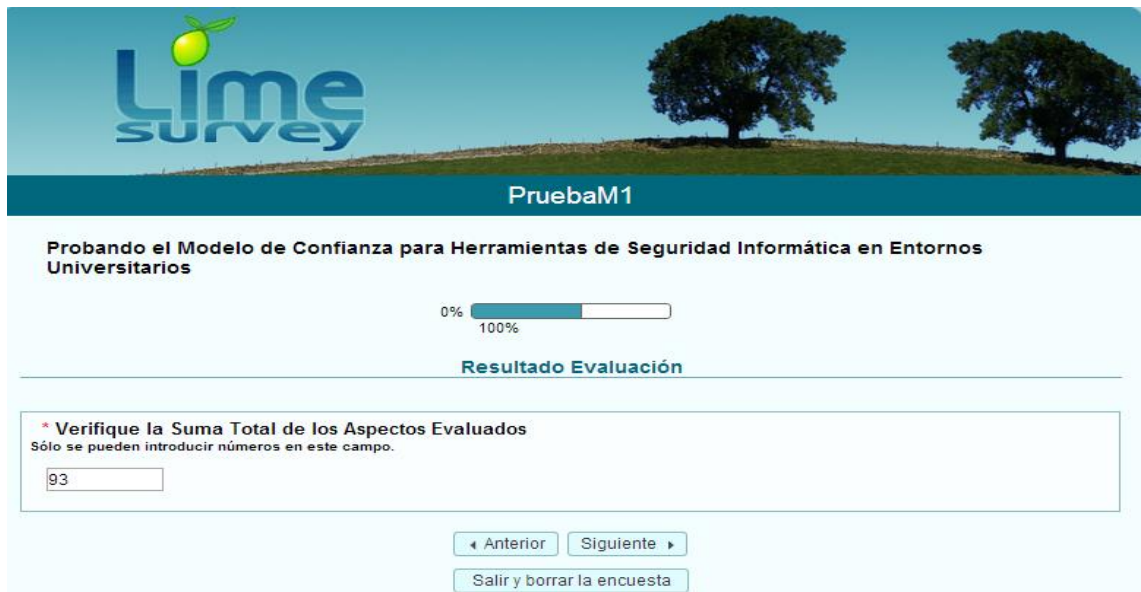 Lime
survey
PruebaM1
Probando el Modelo de Confianza para Herramientas de Seguridad Informática en Entornos
Universitarios
0%
100%
Resultado Evaluación
* Verifique la Suma Total de los Aspectos Evaluados
Sólo se pueden introducir números en este campo.
93
Anterior Siguiente
Salir y borrar la encuesta